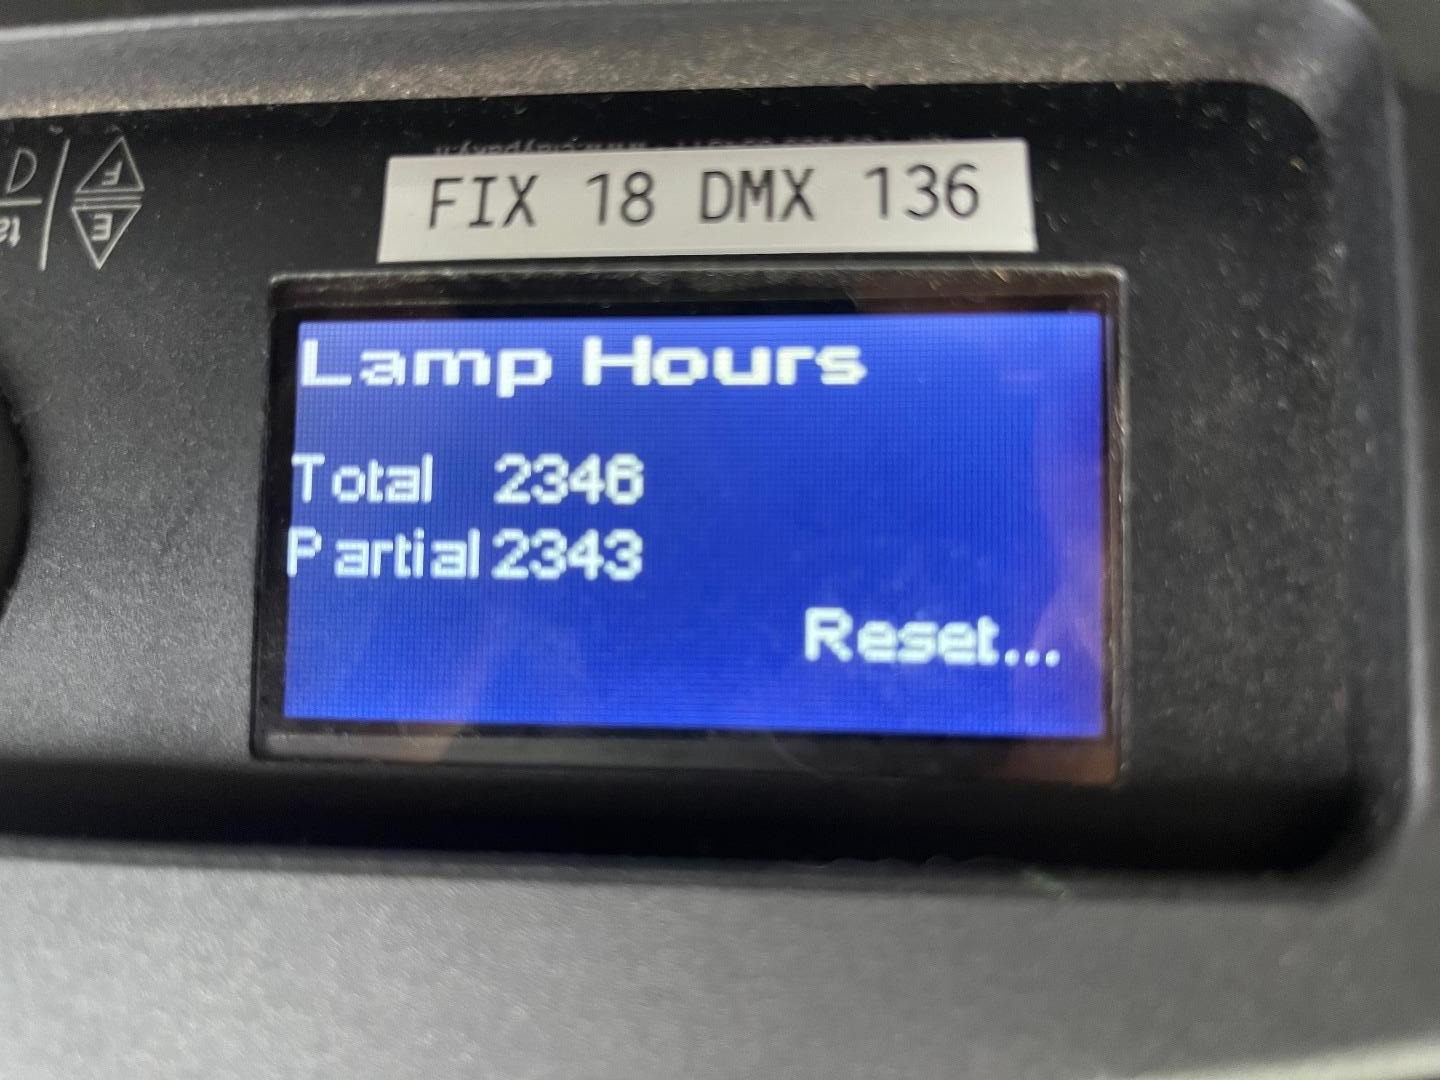 FIX 18 DMX 136
Lamp Hours
Total 2346
Partial 2343
Reset...
F
E